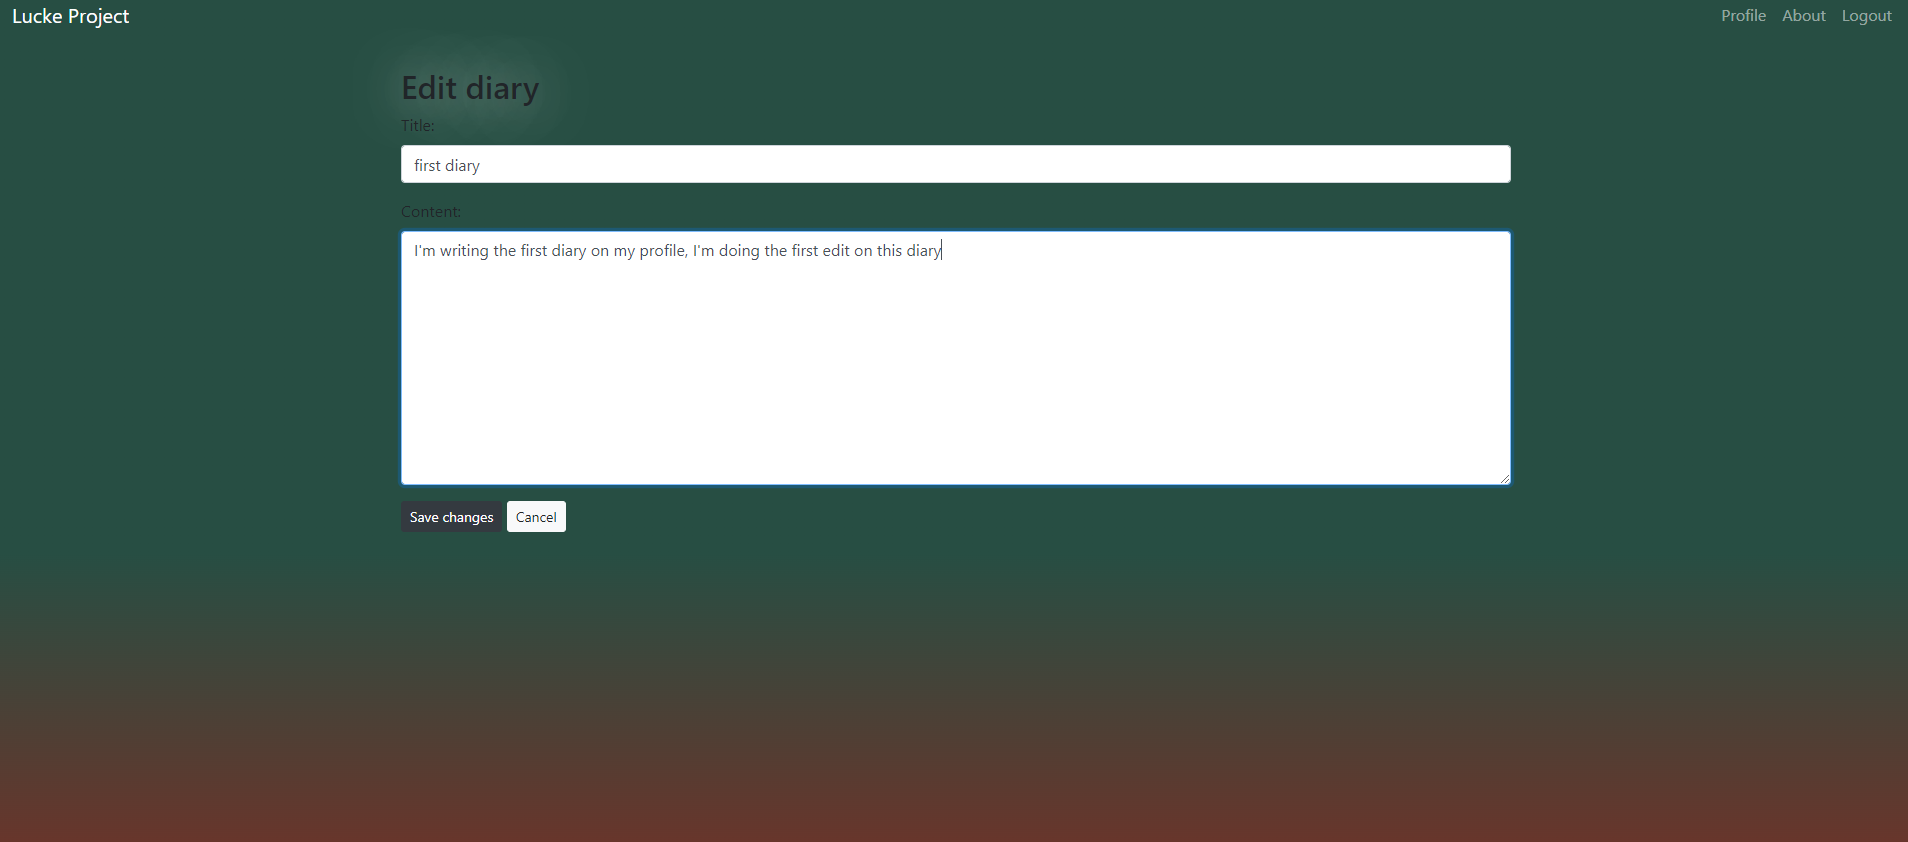 Lucke Project
Profile About Logout
Edit diary
Title:
first diary
Content:
I'm writing the first diary on my profile, I'm doing the first edit on this diary
Save changes Cancel